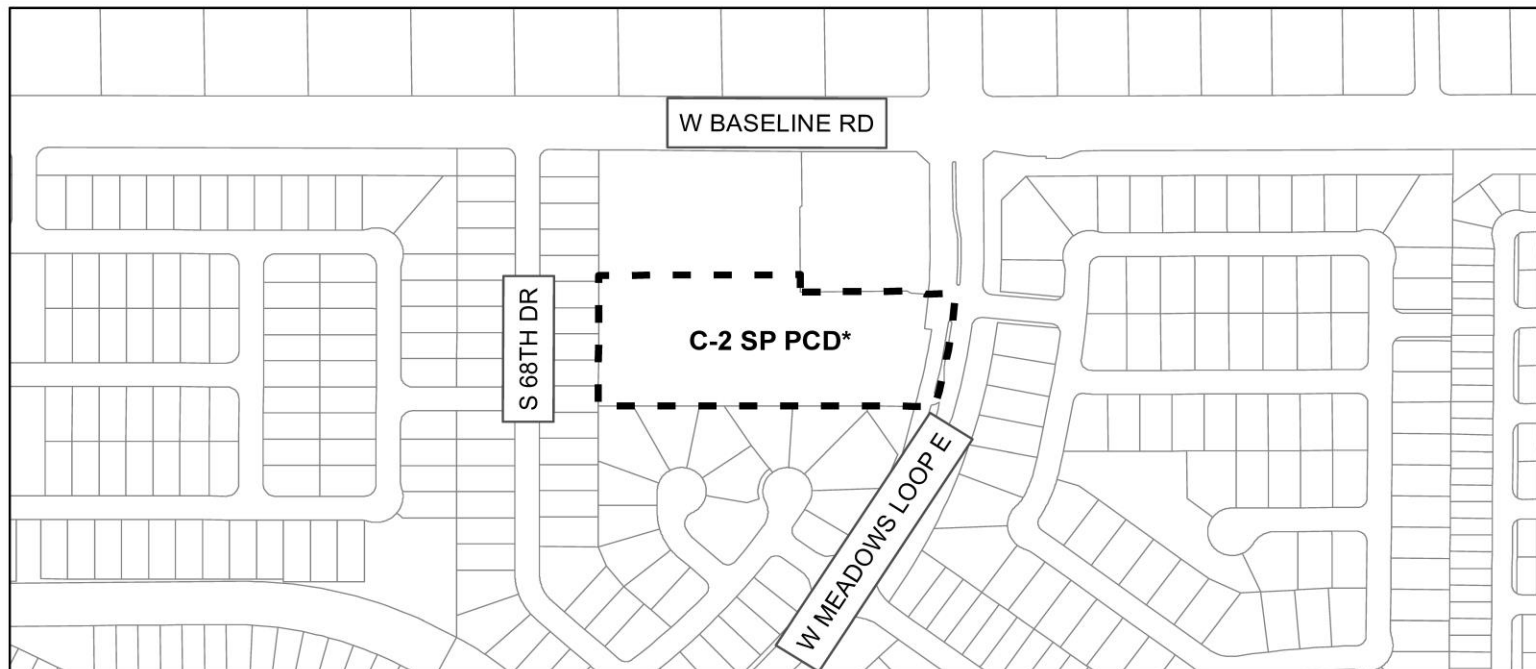 W BASELINE RD
S 68TH DR
C-2 SP PCD*
W MEADOWS LOOP E